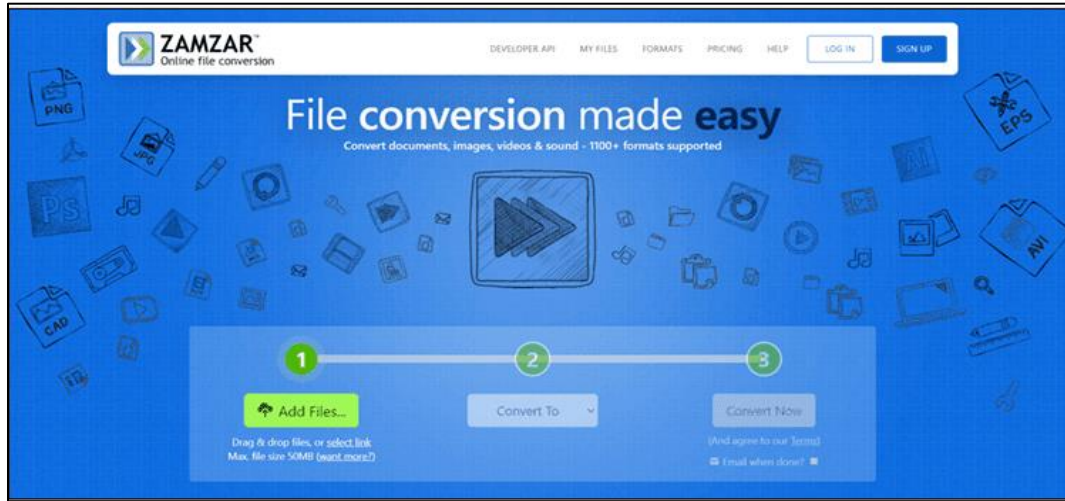 ZAMZAR™
Online file conversion
DEVELOPER API MY FILES FORMATS PRICING HELP LOG IN SIGN UP
File conversion made easy
Convert documents, images, videos & sound - 1100+ formats supported
PNG
JPG
EPS
AI
PS
AVI
CAD
1 2 3
Add Files... Convert To Convert Now
Drag & drop files, or select link
Max. file size 50MB (want more?)
(And agree to our Terms)
Email when done?